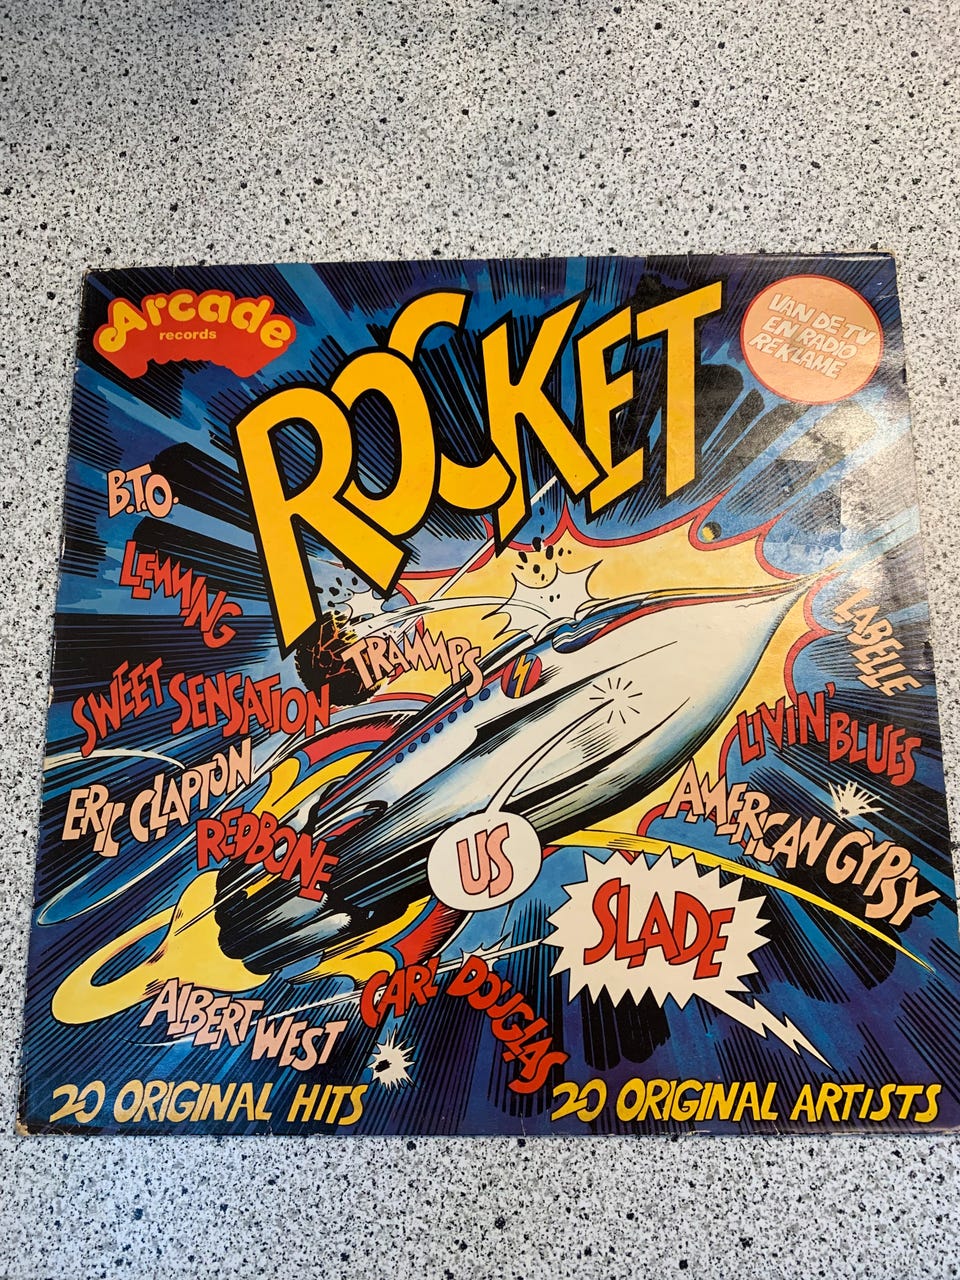 Arcade
records
ROCKET
VAN DE TV
EN RADIO
REKLAME
B.T.O.
LEMMING
TRAMMPS
LABELLE
SWEET SENSATION
LIVIN' BLUES
ERIC CLAPTON
AMERICAN GYPSY
REDBONE
US
SLADE
CARL DOUGLAS
ALBERT WEST
20 ORIGINAL HITS
20 ORIGINAL ARTISTS